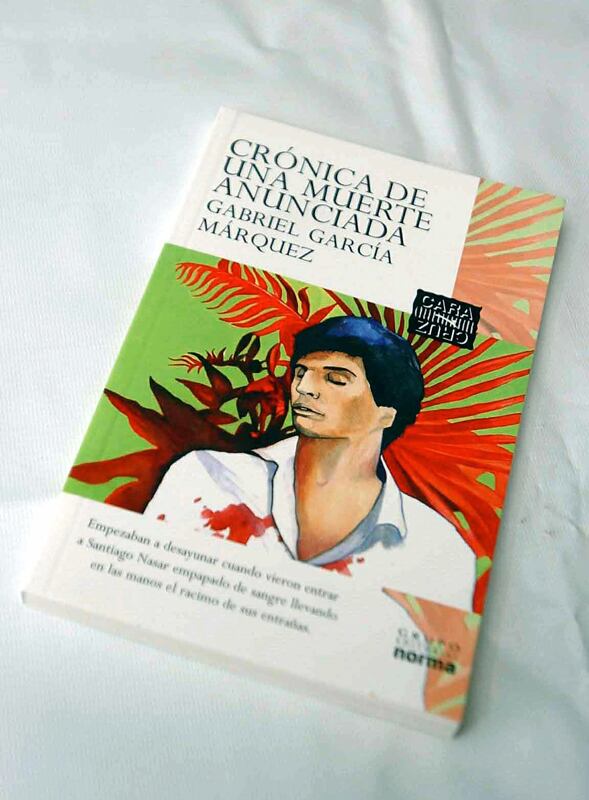 CRÓNICA DE
UNA MUERTE
ANUNCIADA
GABRIEL GARCÍA
MÁRQUEZ
CARA
CRUZ
Empezaban a desayunar cuando vieron entrar
a Santiago Nasar empapado de sangre llevando
en las manos el racimo de sus entrañas.
GRUPO
norma